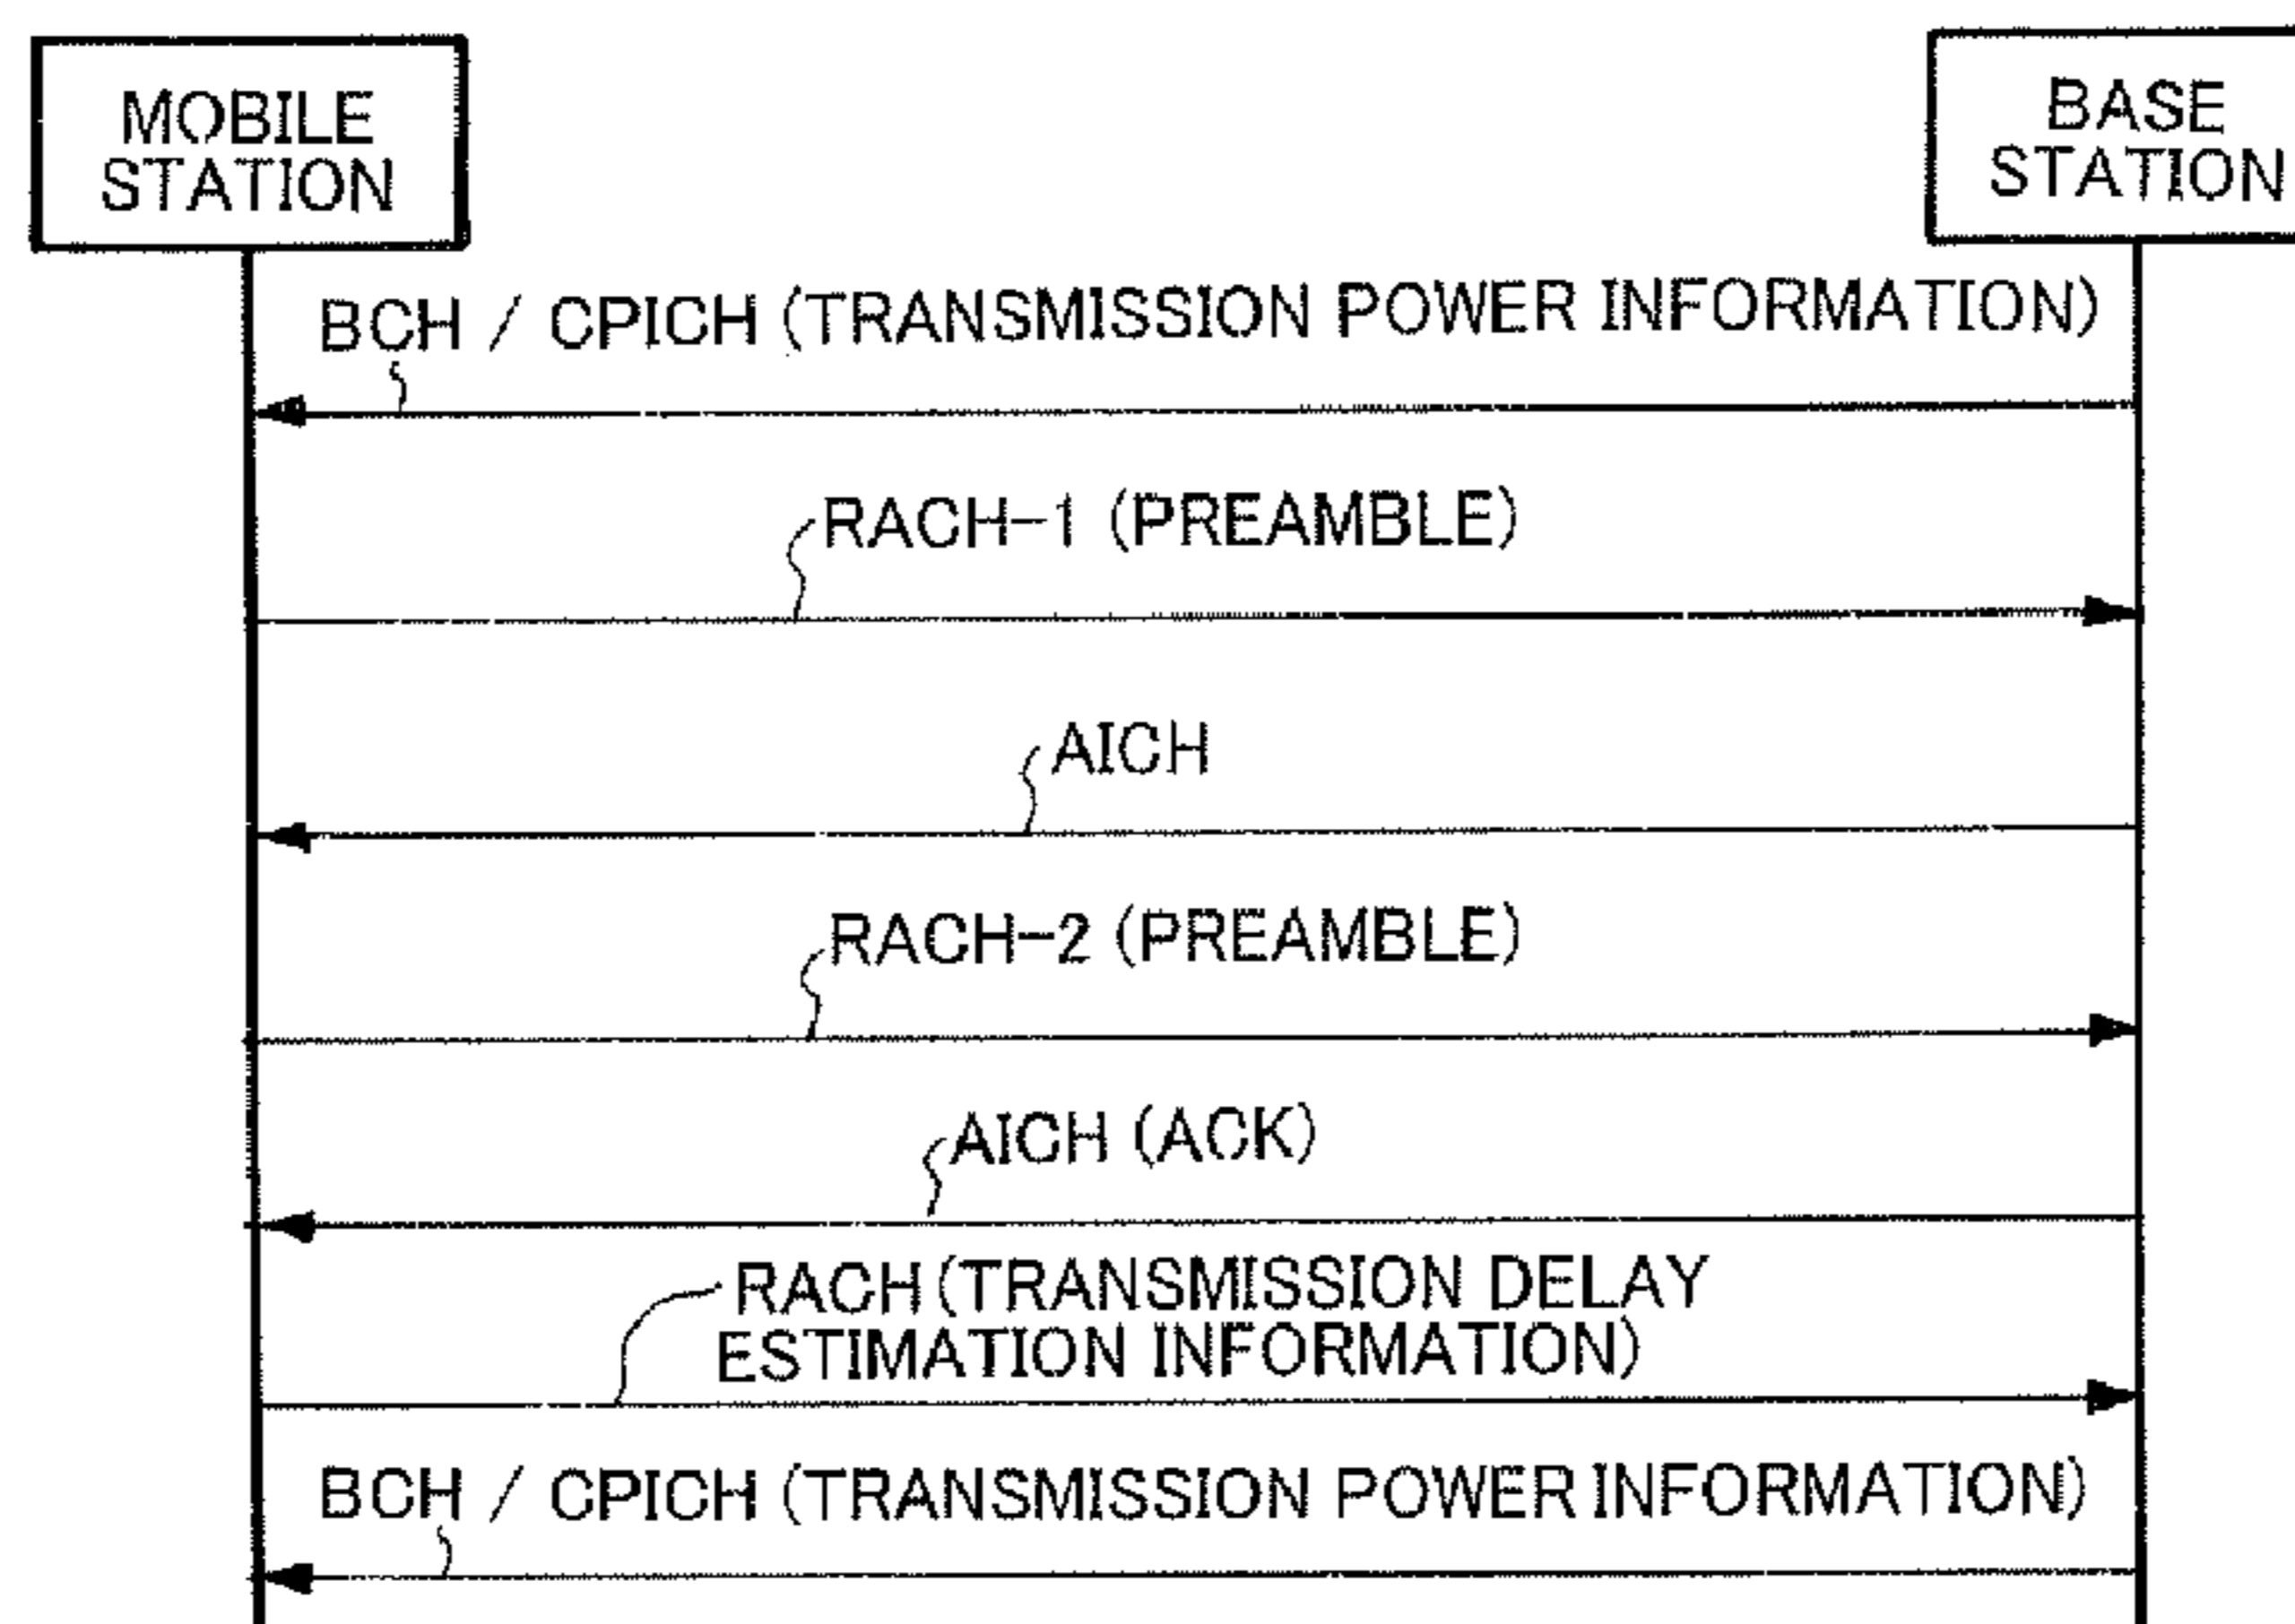 MOBILE
STATION
BASE
STATION
BCH / CPICH (TRANSMISSION POWER INFORMATION)
RACH-1 (PREAMBLE)
AICH
RACH-2 (PREAMBLE)
AICH (ACK)
RACH (TRANSMISSION DELAY
ESTIMATION INFORMATION)
BCH / CPICH (TRANSMISSION POWER INFORMATION)